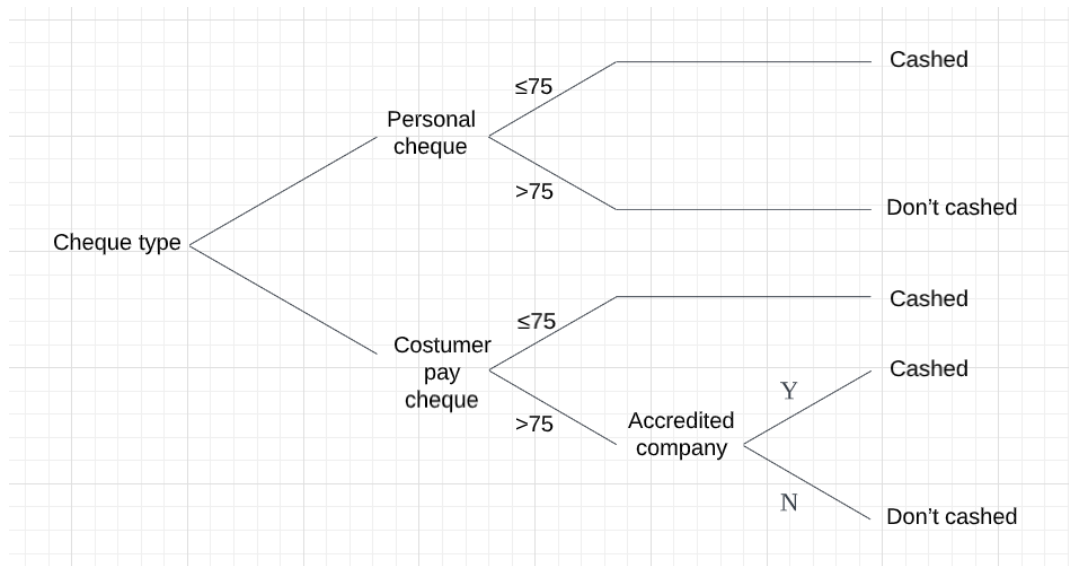 Cashed
≤75
Personal
cheque
>75
Don't cashed
Cheque type
Cashed
≤75
Costumer
pay
cheque
Cashed
Y
>75
Accredited
company
N
Don't cashed